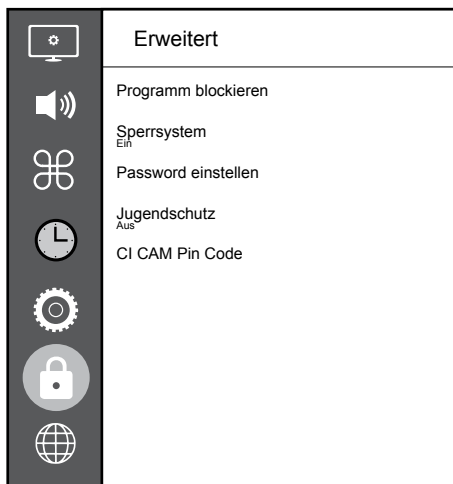 Erweitert
Programm blockieren
Sperrsystem
Ein
Password einstellen
Jugendschutz
Aus
CI CAM Pin Code